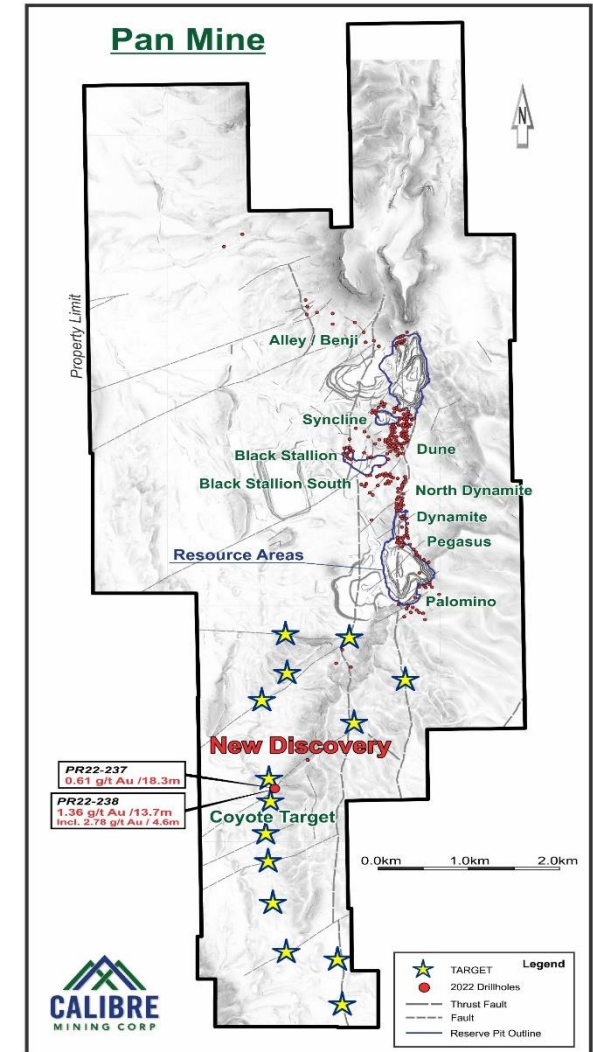 Pan Mine
N
Property Limit
Alley / Benji
Syncline
Dune
Black Stallion
Black Stallion South
North Dynamite
Dynamite
Pegasus
Resource Areas
Palomino
New Discovery
PR22-237
0.61 g/t Au /18.3m
PR22-238
1.36 g/t Au /13.7m
Incl. 2.78 g/t Au / 4.6m
Coyote Target
0.0km 1.0km 2.0km
Legend
TARGET
2022 Drillholes
Thrust Fault
Fault
Reserve Pit Outline
CALIBRE
MINING CORP